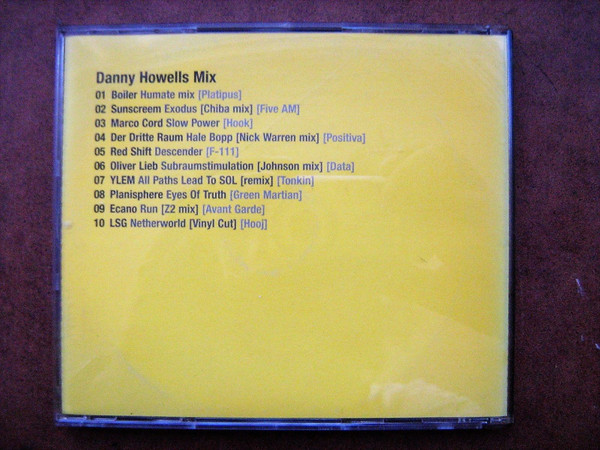 Danny Howells Mix
01 Boiler Humate mix [Platipus]
02 Sunscreem Exodus [Chiba mix] [Five AM]
03 Marco Cord Slow Power [Hook]
04 Der Dritte Raum Hale Bopp [Nick Warren mix] [Positiva]
05 Red Shift Descender [F-111]
06 Oliver Lieb Subraumstimulation [Johnson mix] [Data]
07 YLEM All Paths Lead To SOL [remix] [Tonkin]
08 Planisphere Eyes Of Truth [Green Martian]
09 Ecano Run [Z2 mix] [Avant Garde]
10 LSG Netherworld [Vinyl Cut] [Hooj]